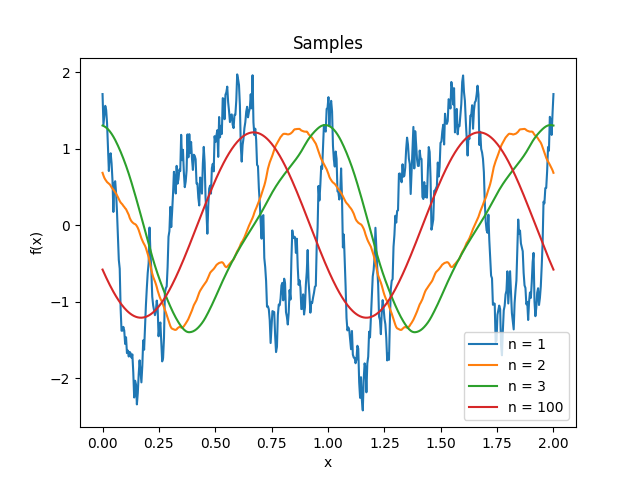 Samples
f(x)
2
1
0
−1
−2
0.00 0.25 0.50 0.75 1.00 1.25 1.50 1.75 2.00
x
n = 1
n = 2
n = 3
n = 100